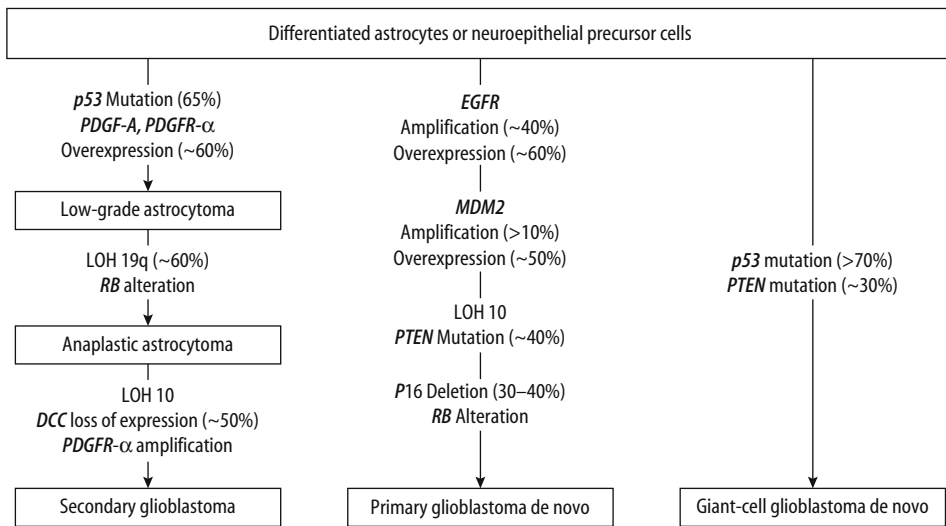 Differentiated astrocytes or neuroepithelial precursor cells
p53 Mutation (65%)
PDGF-A, PDGFR-α
Overexpression (~60%)
Low-grade astrocytoma
LOH 19q (~60%)
RB alteration
Anaplastic astrocytoma
LOH 10
DCC loss of expression (~50%)
PDGFR-α amplification
Secondary glioblastoma
EGFR
Amplification (~40%)
Overexpression (~60%)
MDM2
Amplification (>10%)
Overexpression (~50%)
LOH 10
PTEN Mutation (~40%)
P16 Deletion (30–40%)
RB Alteration
Primary glioblastoma de novo
p53 mutation (>70%)
PTEN mutation (~30%)
Giant-cell glioblastoma de novo